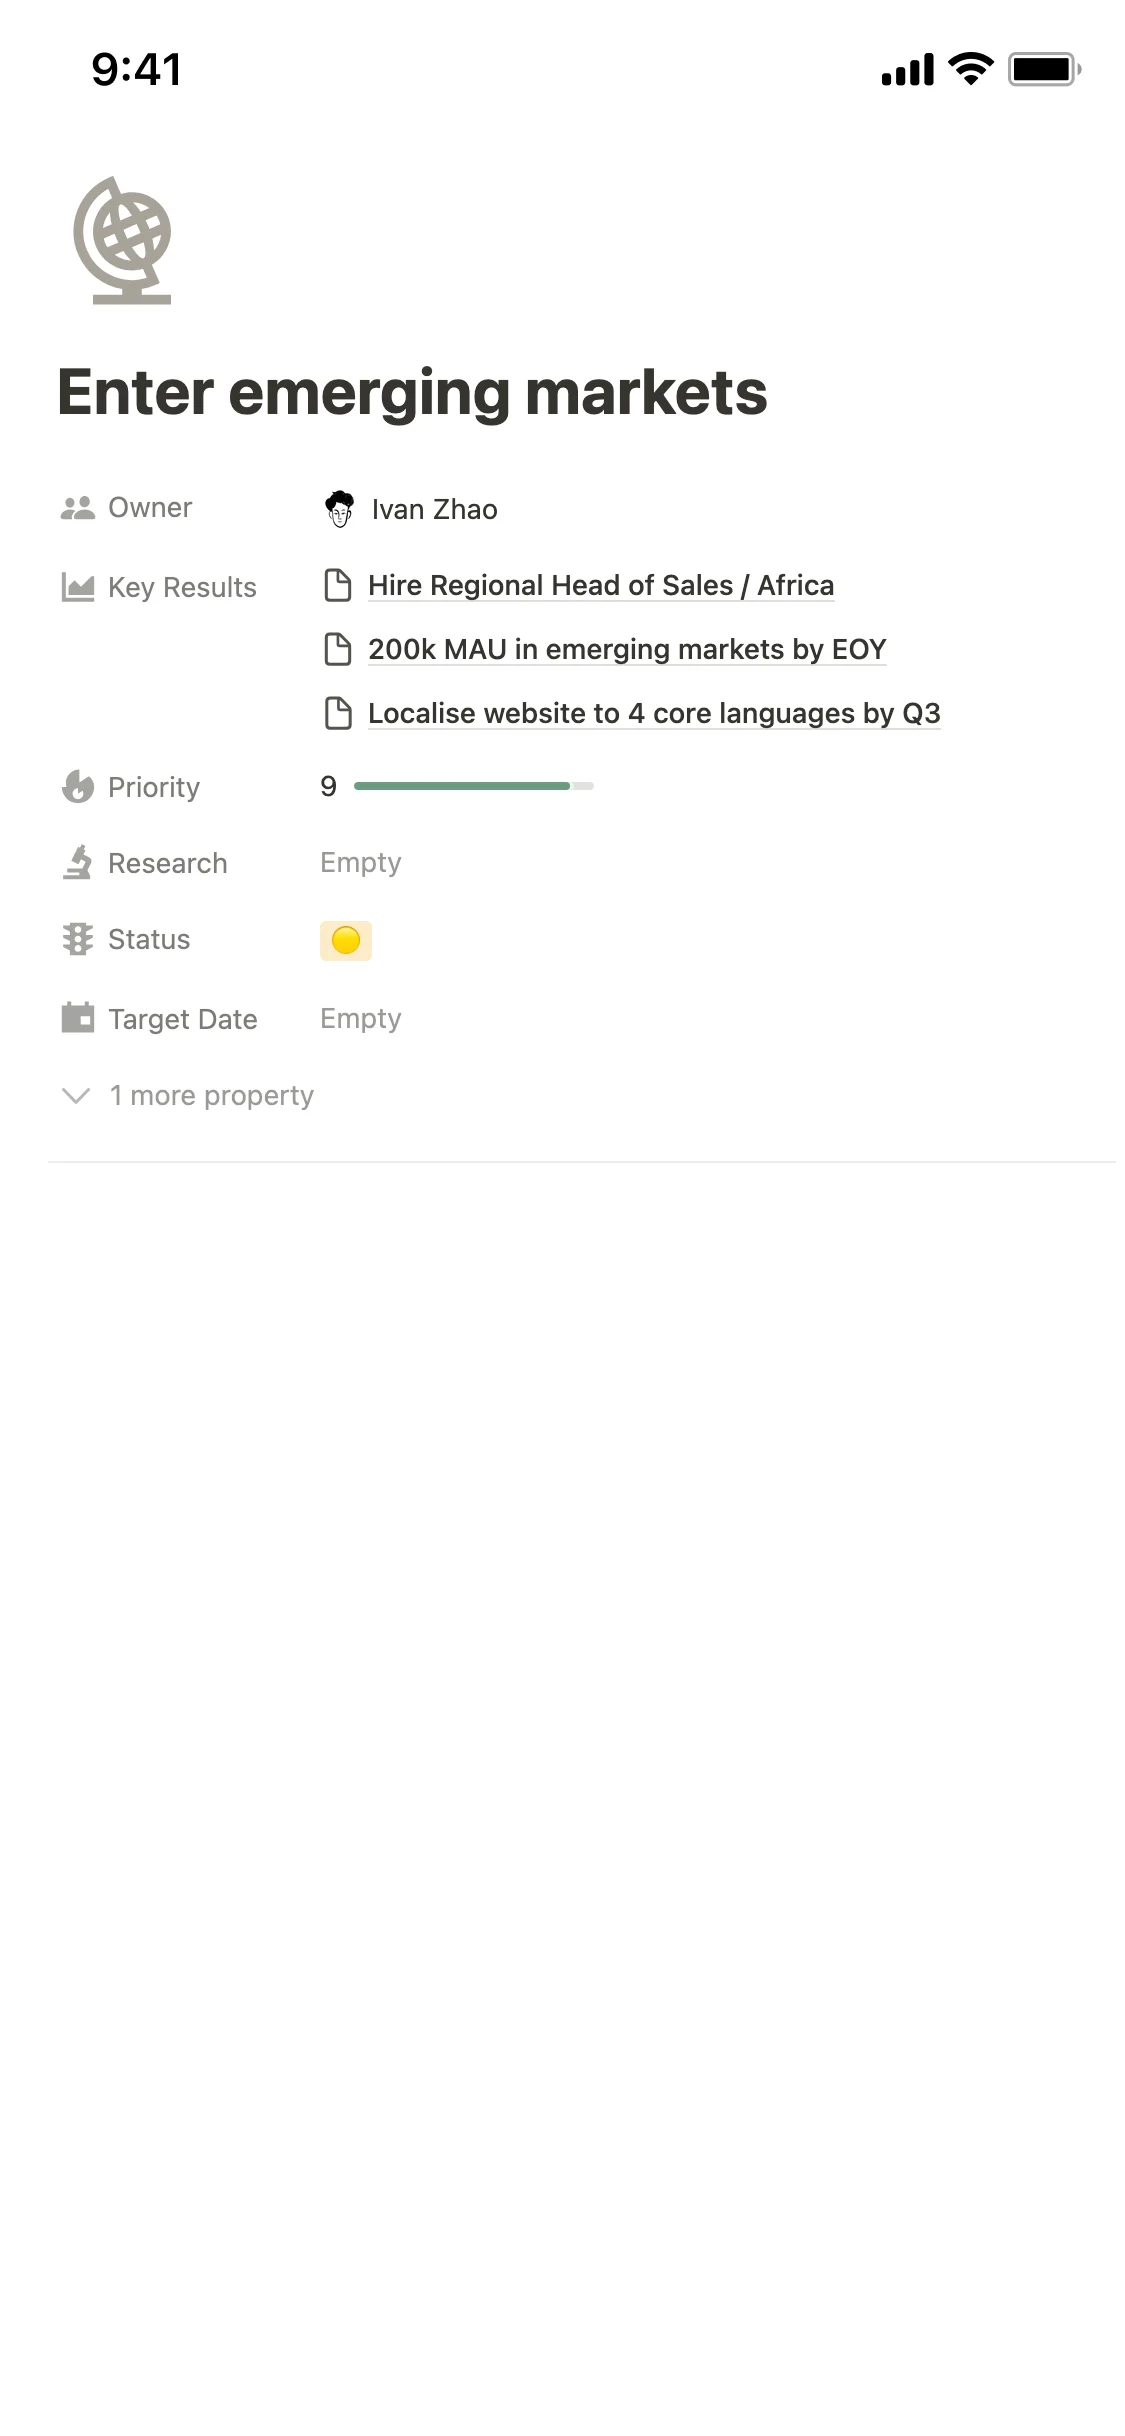 9:41
Enter emerging markets
Owner Ivan Zhao
Key Results Hire Regional Head of Sales / Africa
200k MAU in emerging markets by EOY
Localise website to 4 core languages by Q3
Priority 9
Research Empty
Status
Target Date Empty
1 more property